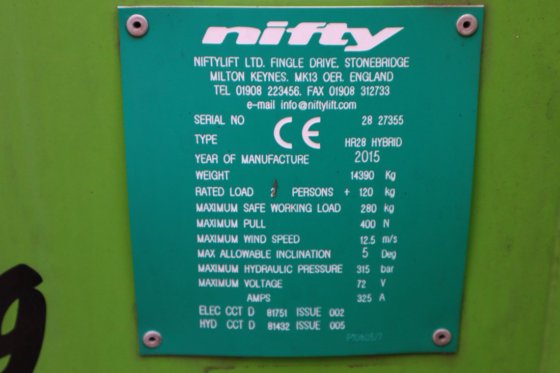 nifty
NIFTYLIFT LTD. FINGLE DRIVE, STONEBRIDGE
MILTON KEYNES. MK13 OER. ENGLAND
TEL 01908 223456. FAX 01908 312733
e-mail info@niftylift.com
SERIAL NO 28 27355
CE
TYPE HR28 HYBRID
YEAR OF MANUFACTURE 2015
WEIGHT 14390 Kg
RATED LOAD 2 PERSONS + 120 kg
MAXIMUM SAFE WORKING LOAD 280 kg
MAXIMUM PULL 400 N
MAXIMUM WIND SPEED 12.5 m/s
MAX ALLOWABLE INCLINATION 5 Deg
MAXIMUM HYDRAULIC PRESSURE 315 bar
MAXIMUM VOLTAGE 72 V
AMPS 325 A
ELEC CCT D 81751 ISSUE 002
HYD CCT D 81432 ISSUE 005
9